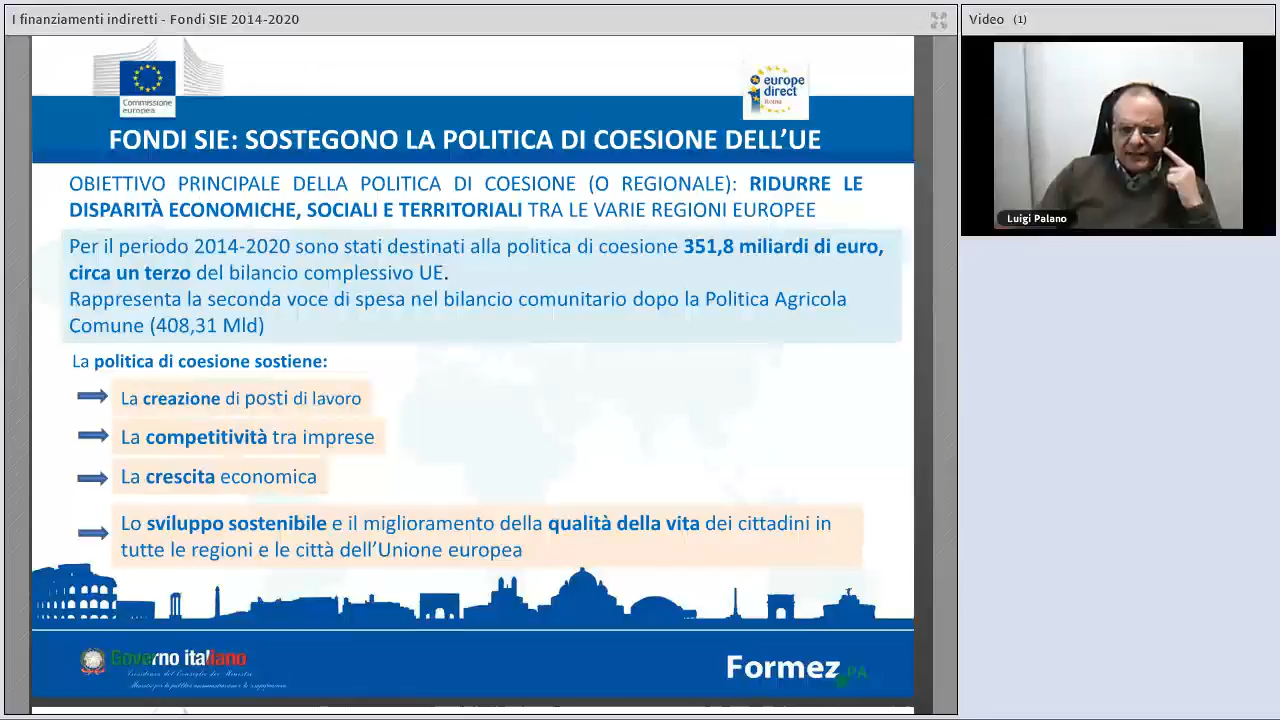 I finanziamenti indiretti - Fondi SIE 2014-2020
Video (1)
Commissione
europea
europe
direct
Roma
FONDI SIE: SOSTEGONO LA POLITICA DI COESIONE DELL'UE
OBIETTIVO PRINCIPALE DELLA POLITICA DI COESIONE (O REGIONALE): RIDURRE LE
DISPARITÀ ECONOMICHE, SOCIALI E TERRITORIALI TRA LE VARIE REGIONI EUROPEE
Luigi Palano
Per il periodo 2014-2020 sono stati destinati alla politica di coesione 351,8 miliardi di euro,
circa un terzo del bilancio complessivo UE.
Rappresenta la seconda voce di spesa nel bilancio comunitario dopo la Politica Agricola
Comune (408,31 Mld)
La politica di coesione sostiene:
La creazione di posti di lavoro
La competitività tra imprese
La crescita economica
Lo sviluppo sostenibile e il miglioramento della qualità della vita dei cittadini in
tutte le regioni e le città dell'Unione europea
Governo italiano
Presidenza del Consiglio dei Ministri
Formez PA